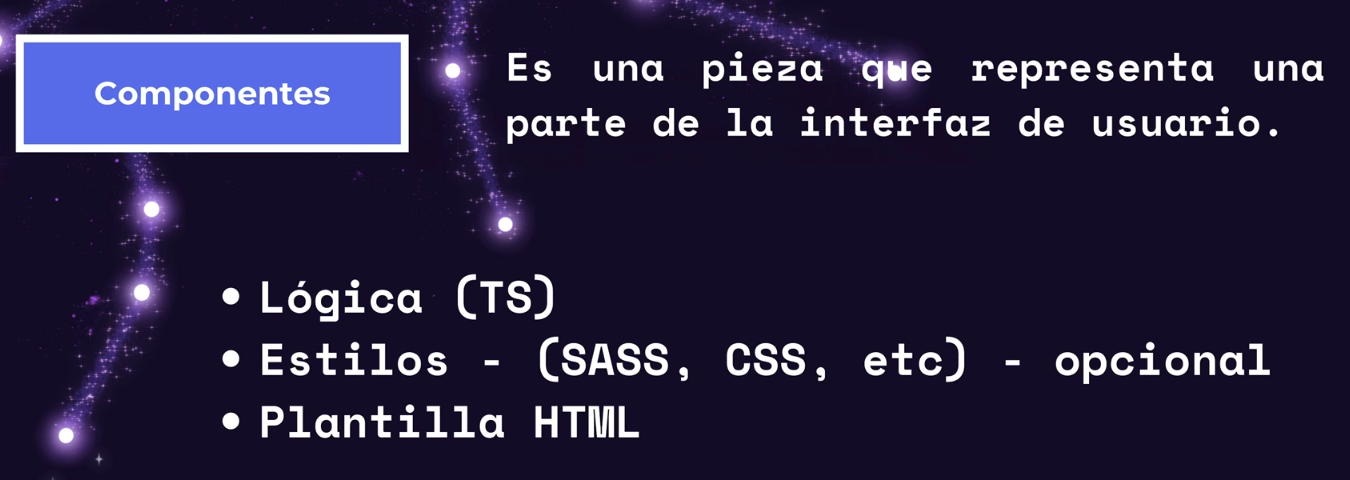 Componentes
Es una pieza que representa una
parte de la interfaz de usuario.
• Lógica (TS)
• Estilos - (SASS, CSS, etc) - opcional
• Plantilla HTML